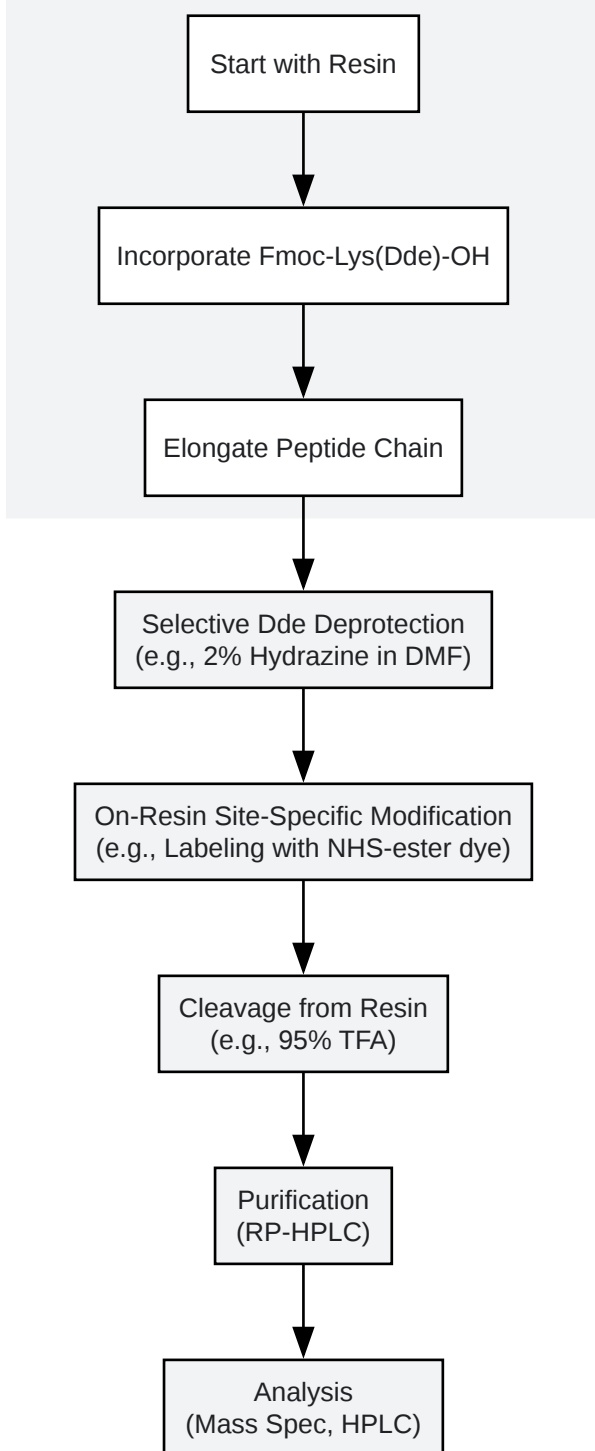 Start with Resin
Incorporate Fmoc-Lys(Dde)-OH
Elongate Peptide Chain
Selective Dde Deprotection
(e.g., 2% Hydrazine in DMF)
On-Resin Site-Specific Modification
(e.g., Labeling with NHS-ester dye)
Cleavage from Resin
(e.g., 95% TFA)
Purification
(RP-HPLC)
Analysis
(Mass Spec, HPLC)